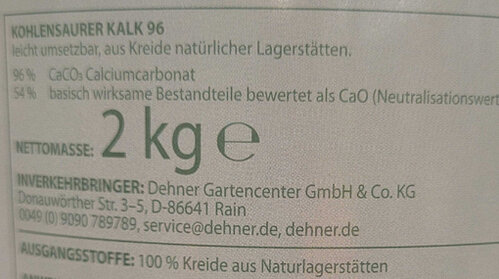 KOHLENSAURER KALK 96
leicht umsetzbar, aus Kreide natürlicher Lagerstätten.
96 % CaCO₃ Calciumcarbonat
54 % basisch wirksame Bestandteile bewertet als CaO (Neutralisationswert
NETTOMASSE: 2 kg ℮
INVERKEHRBRINGER: Dehner Gartencenter GmbH & Co. KG
Donauwörther Str. 3–5, D-86641 Rain
0049 (0) 9090 789789, service@dehner.de, dehner.de
AUSGANGSSTOFFE: 100 % Kreide aus Naturlagerstätten